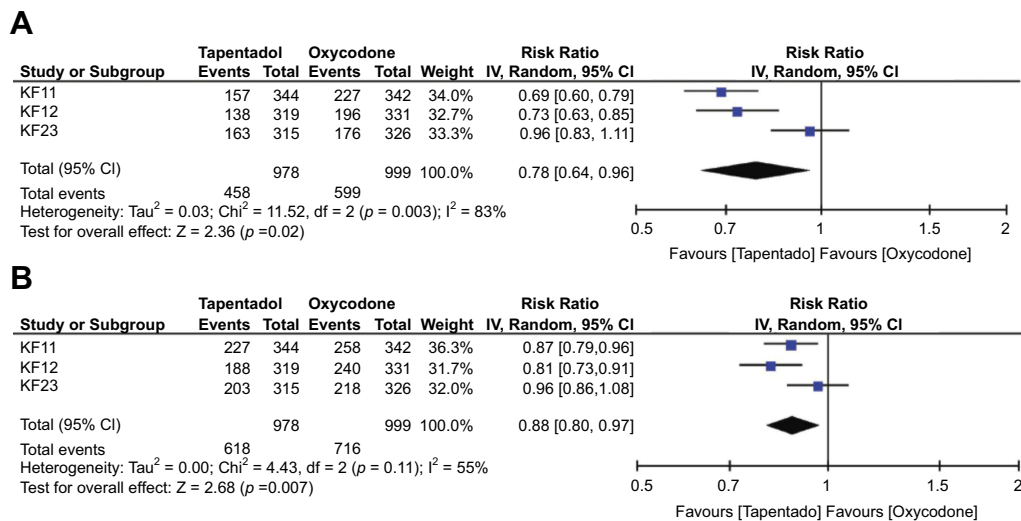 A
Tapentadol Oxycodone Risk Ratio Risk Ratio
Study or Subgroup Events Total Events Total Weight IV, Random, 95% CI IV, Random, 95% CI
KF11 157 344 227 342 34.0% 0.69 [0.60, 0.79]
KF12 138 319 196 331 32.7% 0.73 [0.63, 0.85]
KF23 163 315 176 326 33.3% 0.96 [0.83, 1.11]
Total (95% CI) 978 999 100.0% 0.78 [0.64, 0.96]
Total events 458 599
Heterogeneity: Tau² = 0.03; Chi² = 11.52, df = 2 (p = 0.003); I² = 83%
Test for overall effect: Z = 2.36 (p =0.02)
0.5 0.7 1 1.5 2
Favours [Tapentado] Favours [Oxycodone]
B
Tapentadol Oxycodone Risk Ratio Risk Ratio
Study or Subgroup Events Total Events Total Weight IV, Random, 95% CI IV, Random, 95% CI
KF11 227 344 258 342 36.3% 0.87 [0.79,0.96]
KF12 188 319 240 331 31.7% 0.81 [0.73,0.91]
KF23 203 315 218 326 32.0% 0.96 [0.86,1.08]
Total (95% CI) 978 999 100.0% 0.88 [0.80, 0.97]
Total events 618 716
Heterogeneity: Tau² = 0.00; Chi² = 4.43, df = 2 (p = 0.11); I² = 55%
Test for overall effect: Z = 2.68 (p =0.007)
0.5 0.7 1 1.5 2
Favours [Tapentado] Favours [Oxycodone]